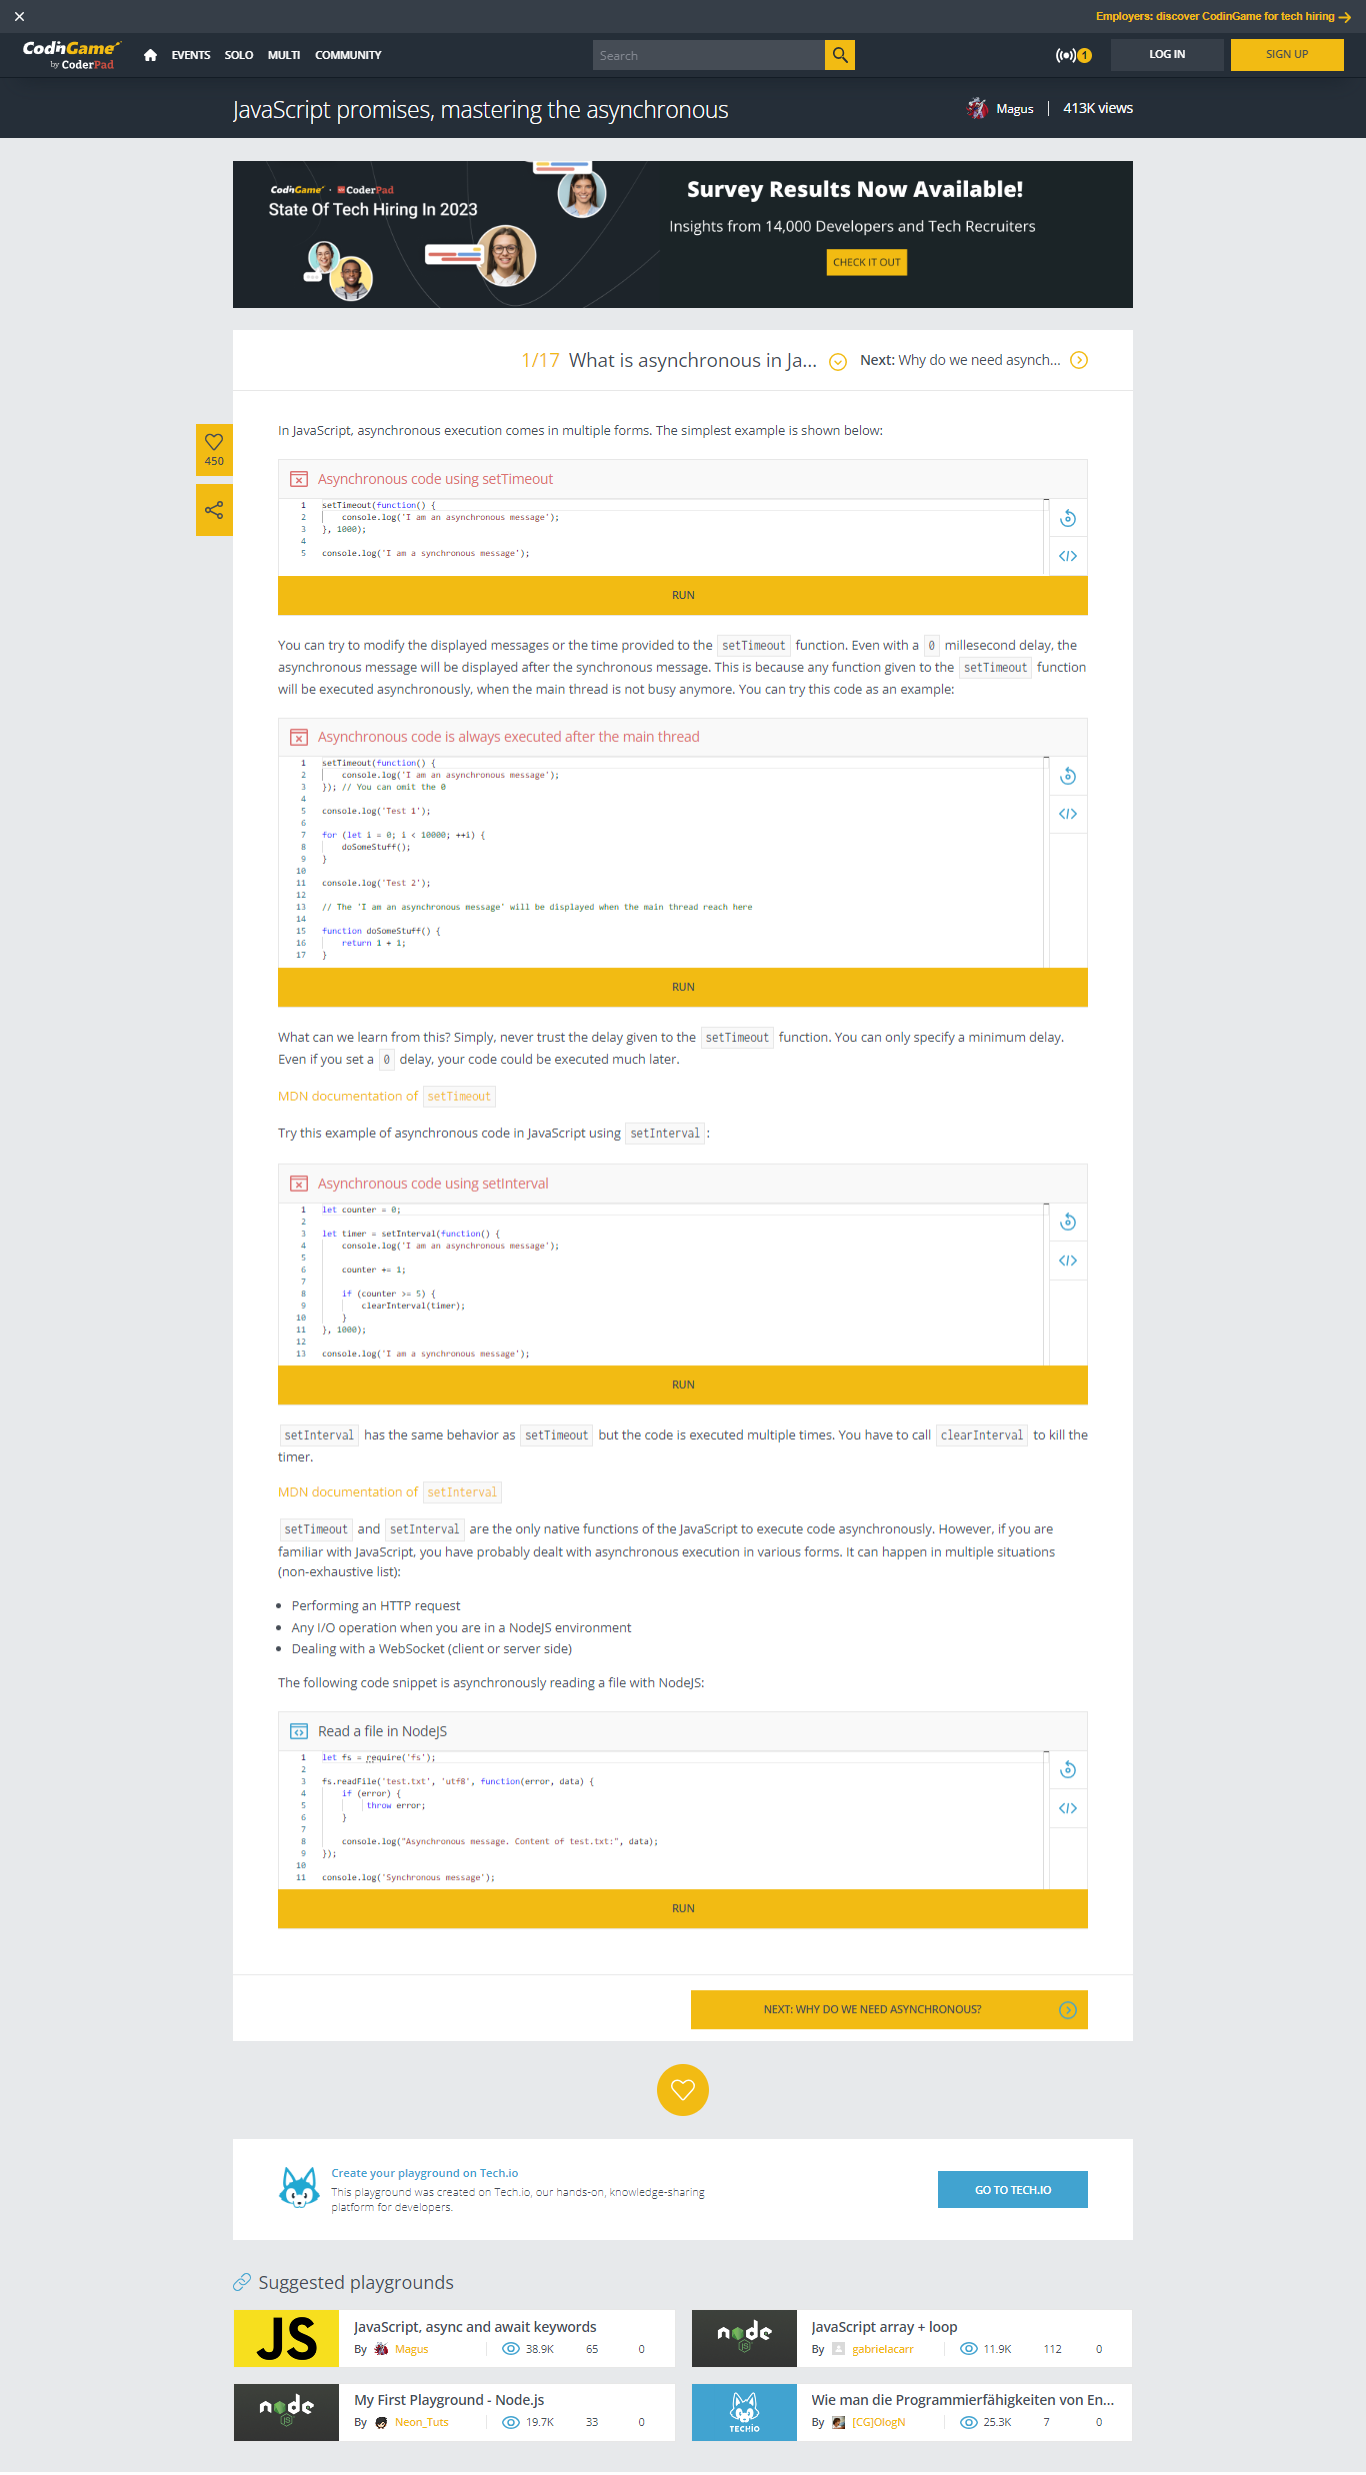 Employers: discover CodinGame for tech hiring
CodinGame
by CoderPad
EVENTS SOLO MULTI COMMUNITY
Search
1
LOG IN
SIGN UP
JavaScript promises, mastering the asynchronous
Magus
413K views
CodinGame · CoderPad
State Of Tech Hiring In 2023
Survey Results Now Available!
Insights from 14,000 Developers and Tech Recruiters
CHECK IT OUT
1/17 What is asynchronous in Ja... Next: Why do we need asynch...
450
In JavaScript, asynchronous execution comes in multiple forms. The simplest example is shown below:
Asynchronous code using setTimeout
1 setTimeout(function() {
2 console.log('I am an asynchronous message');
3 }, 1000);
4
5 console.log('I am a synchronous message');
RUN
You can try to modify the displayed messages or the time provided to the setTimeout function. Even with a 0 millesecond delay, the
asynchronous message will be displayed after the synchronous message. This is because any function given to the setTimeout function
will be executed asynchronously, when the main thread is not busy anymore. You can try this code as an example:
Asynchronous code is always executed after the main thread
1 setTimeout(function() {
2 console.log('I am an asynchronous message');
3 }); // You can omit the 0
4
5 console.log('Test 1');
6
7 for (let i = 0; i < 10000; ++i) {
8 doSomeStuff();
9 }
10
11 console.log('Test 2');
12
13 // The 'I am an asynchronous message' will be displayed when the main thread reach here
14
15 function doSomeStuff() {
16 return 1 + 1;
17 }
RUN
What can we learn from this? Simply, never trust the delay given to the setTimeout function. You can only specify a minimum delay.
Even if you set a 0 delay, your code could be executed much later.
MDN documentation of setTimeout
Try this example of asynchronous code in JavaScript using setInterval :
Asynchronous code using setInterval
1 let counter = 0;
2
3 let timer = setInterval(function() {
4 console.log('I am an asynchronous message');
5
6 counter += 1;
7
8 if (counter >= 5) {
9 clearInterval(timer);
10 }
11 }, 1000);
12
13 console.log('I am a synchronous message');
RUN
setInterval has the same behavior as setTimeout but the code is executed multiple times. You have to call clearInterval to kill the
timer.
MDN documentation of setInterval
setTimeout and setInterval are the only native functions of the JavaScript to execute code asynchronously. However, if you are
familiar with JavaScript, you have probably dealt with asynchronous execution in various forms. It can happen in multiple situations
(non-exhaustive list):
• Performing an HTTP request
• Any I/O operation when you are in a NodeJS environment
• Dealing with a WebSocket (client or server side)
The following code snippet is asynchronously reading a file with NodeJS:
Read a file in NodeJS
1 let fs = require('fs');
2
3 fs.readFile('test.txt', 'utf8', function(error, data) {
4 if (error) {
5 throw error;
6 }
7
8 console.log("Asynchronous message. Content of test.txt:", data);
9 });
10
11 console.log('Synchronous message');
RUN
NEXT: WHY DO WE NEED ASYNCHRONOUS?
Create your playground on Tech.io
This playground was created on Tech.io, our hands-on, knowledge-sharing
platform for developers.
GO TO TECH.IO
Suggested playgrounds
JS
JavaScript, async and await keywords
By Magus 38.9K 65 0
node
JS
JavaScript array + loop
By gabrielacarr 11.9K 112 0
node
JS
My First Playground - Node.js
By Neon_Tuts 19.7K 33 0
TECHIO
Wie man die Programmierfähigkeiten von En...
By [CG]OlogN 25.3K 7 0